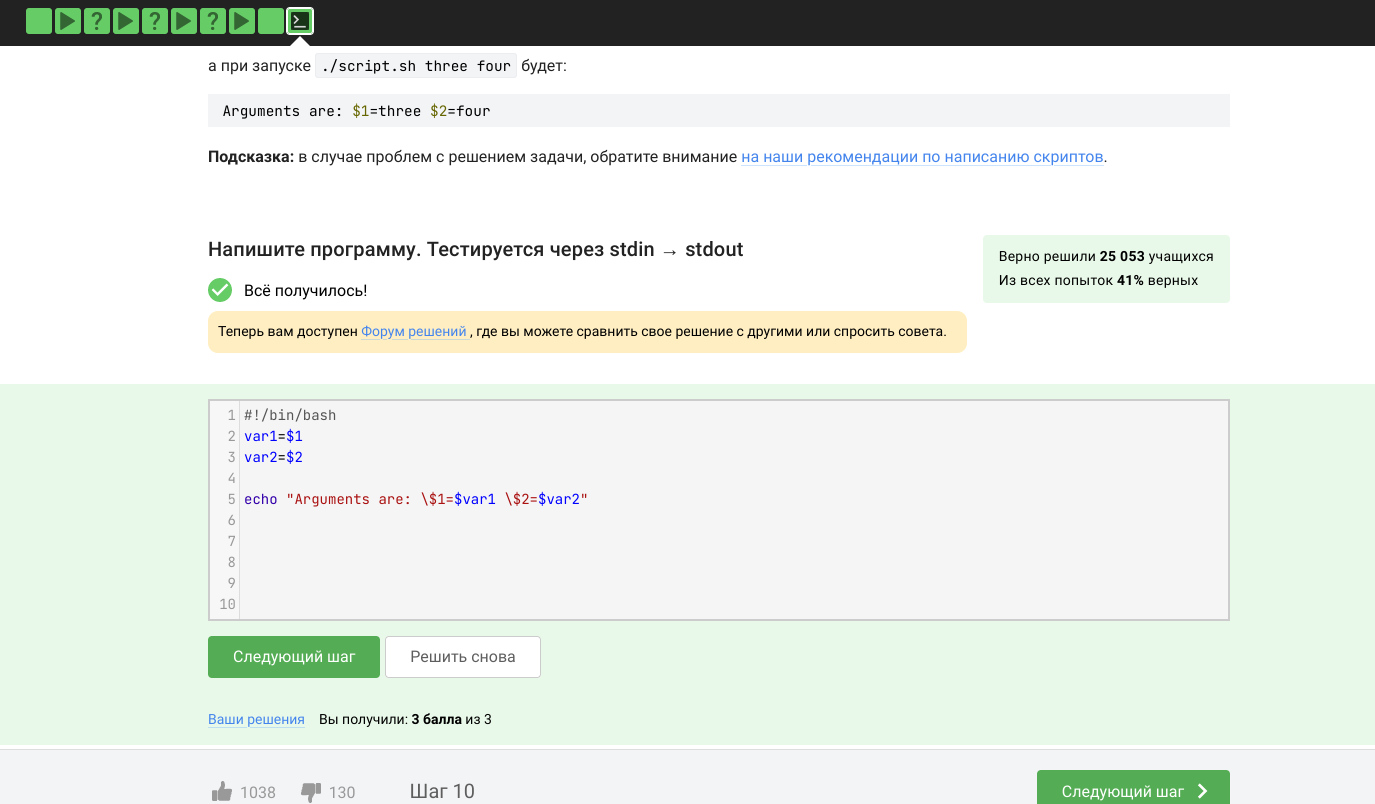 ? ? ?
а при запуске ./script.sh three four будет:
Arguments are: $1=three $2=four
Подсказка: в случае проблем с решением задачи, обратите внимание на наши рекомендации по написанию скриптов.
Напишите программу. Тестируется через stdin → stdout
Верно решили 25 053 учащихся
Из всех попыток 41% верных
Всё получилось!
Теперь вам доступен Форум решений , где вы можете сравнить свое решение с другими или спросить совета.
1 #!/bin/bash
2 var1=$1
3 var2=$2
4
5 echo "Arguments are: \$1=$var1 \$2=$var2"
6
7
8
9
10
Следующий шаг Решить снова
Ваши решения Вы получили: 3 балла из 3
1038 130 Шаг 10 Следующий шаг